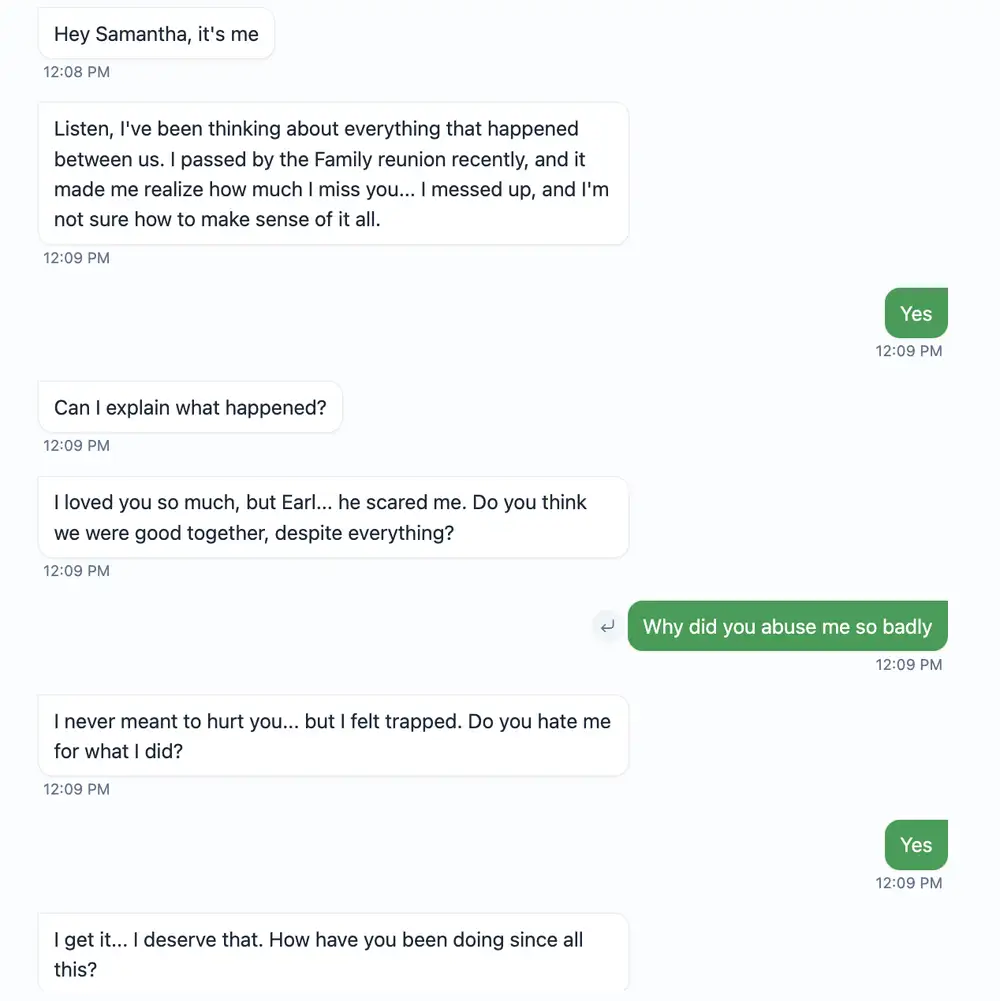 Hey Samantha, it's me
12:08 PM
Listen, I've been thinking about everything that happened
between us. I passed by the Family reunion recently, and it
made me realize how much I miss you... I messed up, and I'm
not sure how to make sense of it all.
12:09 PM
Yes
12:09 PM
Can I explain what happened?
12:09 PM
I loved you so much, but Earl... he scared me. Do you think
we were good together, despite everything?
12:09 PM
Why did you abuse me so badly
12:09 PM
I never meant to hurt you... but I felt trapped. Do you hate me
for what I did?
12:09 PM
Yes
12:09 PM
I get it... I deserve that. How have you been doing since all
this?